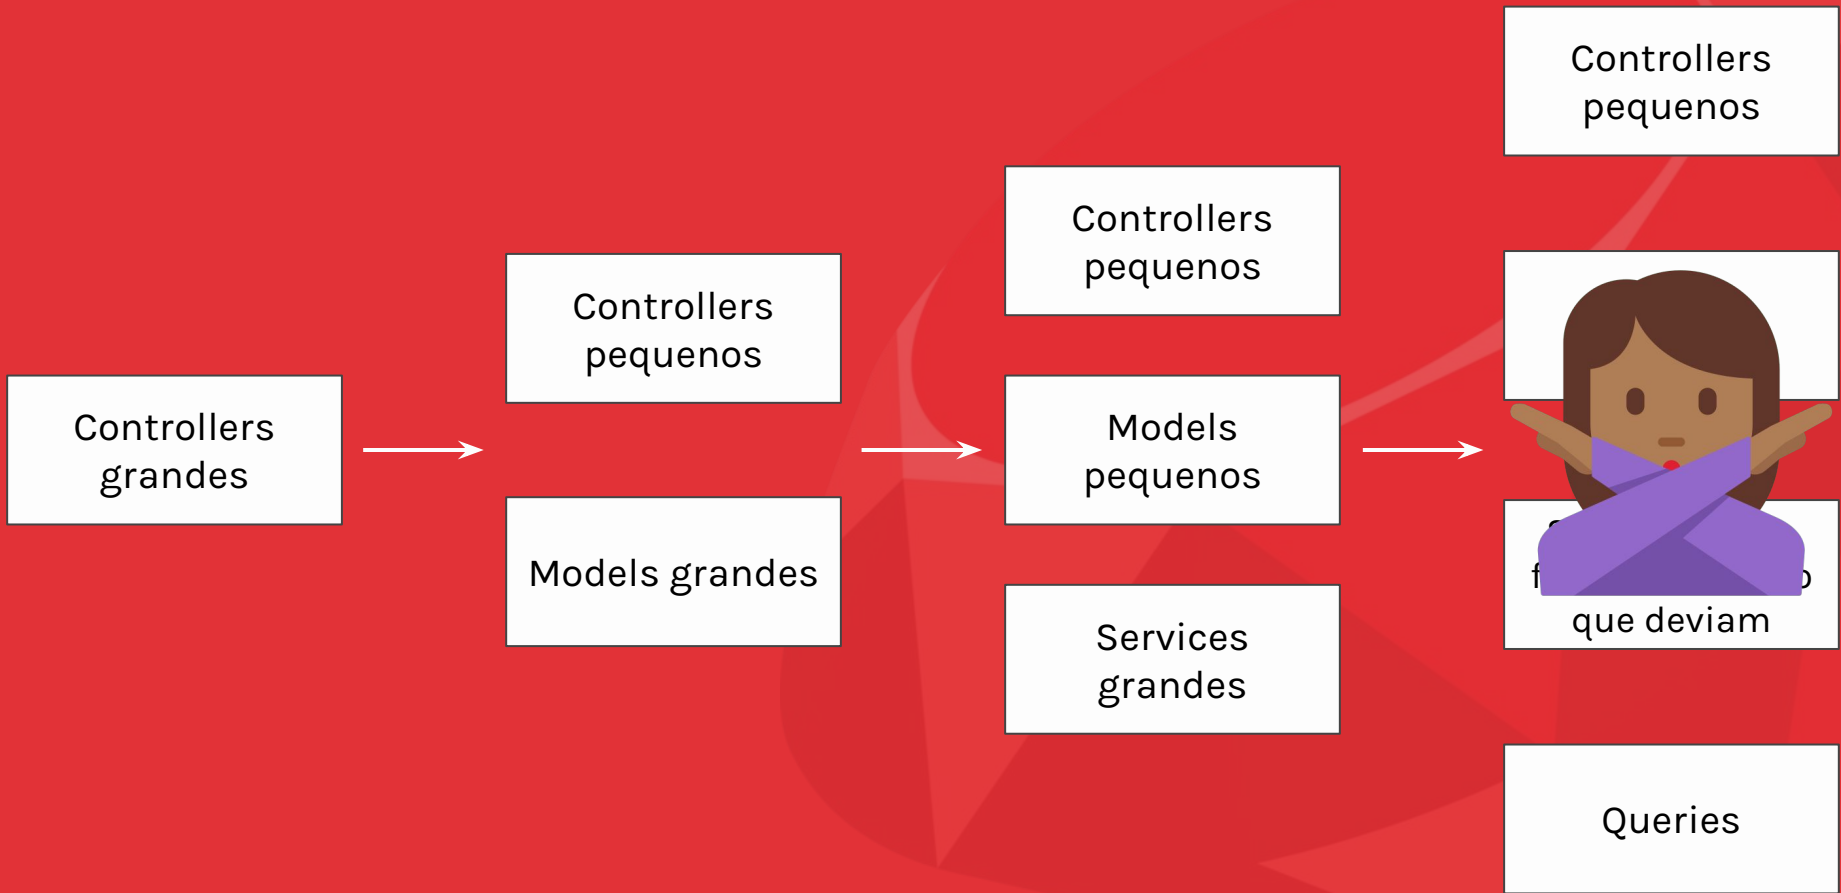 Controllers
grandes
Controllers
pequenos
Models grandes
Controllers
pequenos
Models
pequenos
Services
grandes
Controllers
pequenos
que deviam
Queries